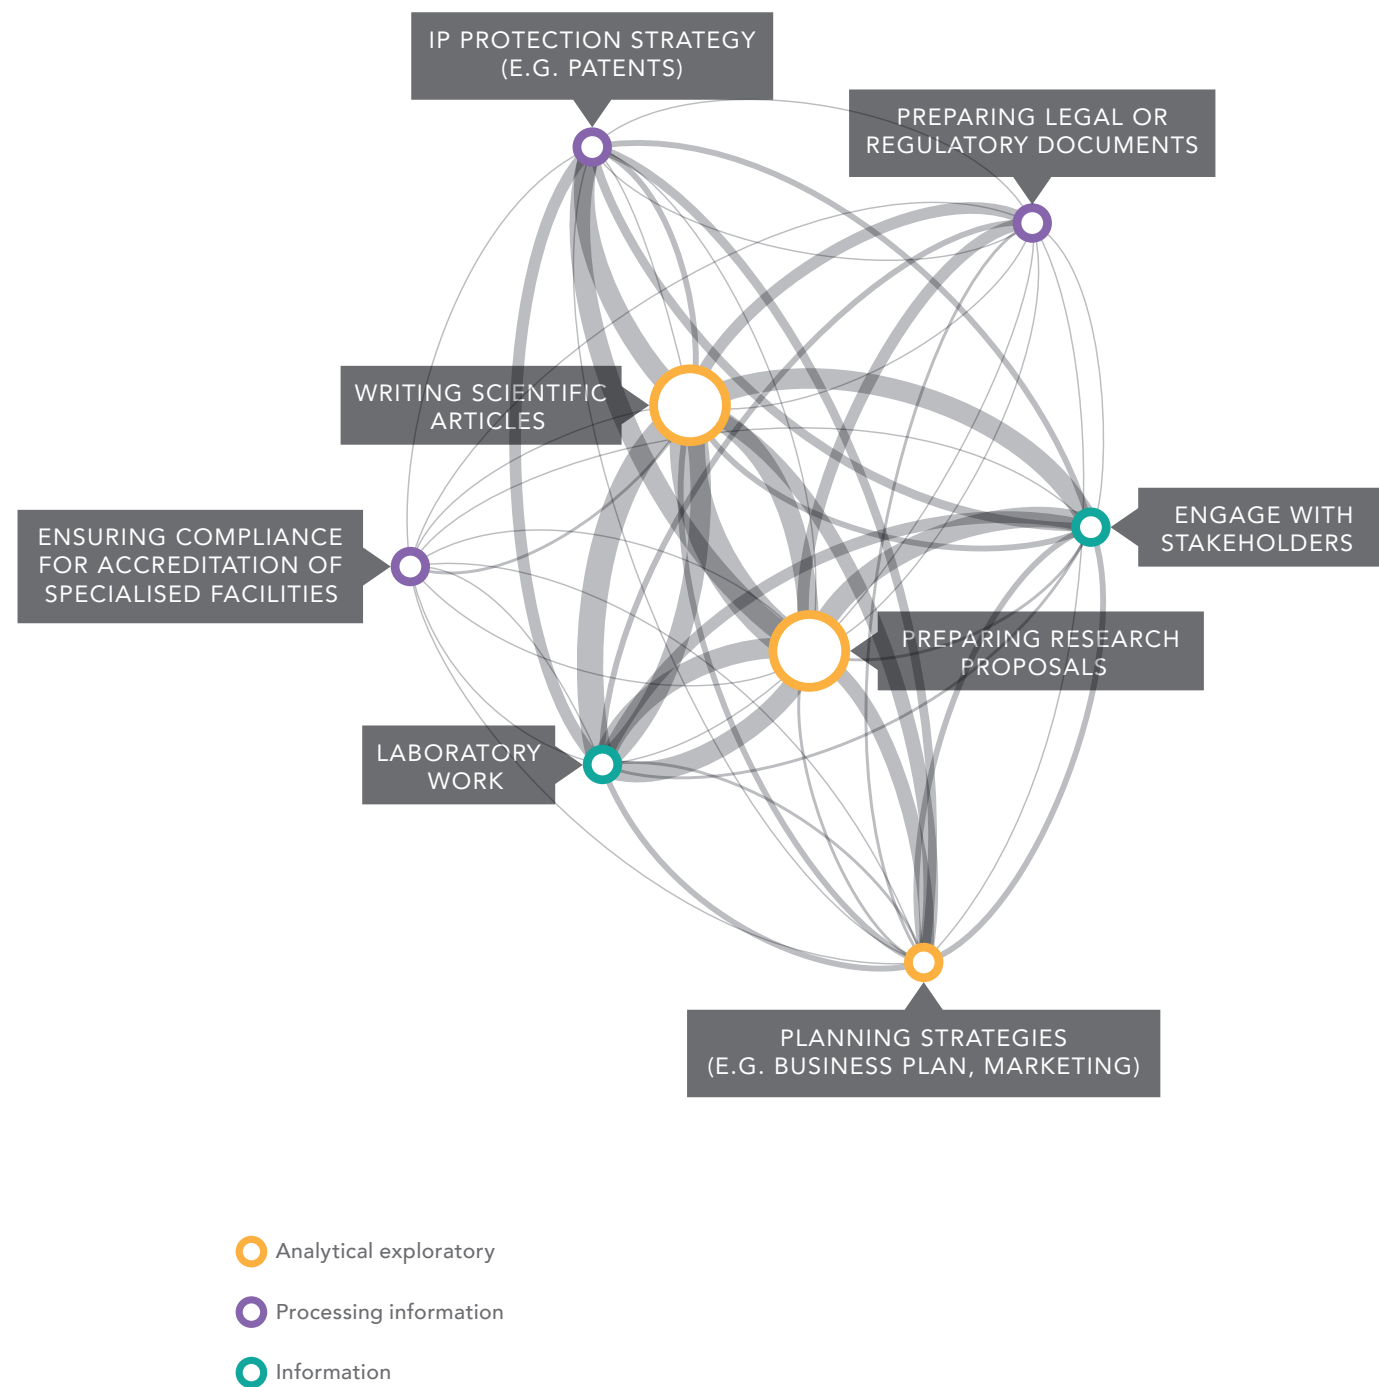 IP PROTECTION STRATEGY
(E.G. PATENTS)
PREPARING LEGAL OR
REGULATORY DOCUMENTS
WRITING SCIENTIFIC
ARTICLES
ENGAGE WITH
STAKEHOLDERS
ENSURING COMPLIANCE
FOR ACCREDITATION OF
SPECIALISED FACILITIES
PREPARING RESEARCH
PROPOSALS
LABORATORY
WORK
PLANNING STRATEGIES
(E.G. BUSINESS PLAN, MARKETING)
Analytical exploratory
Processing information
Information